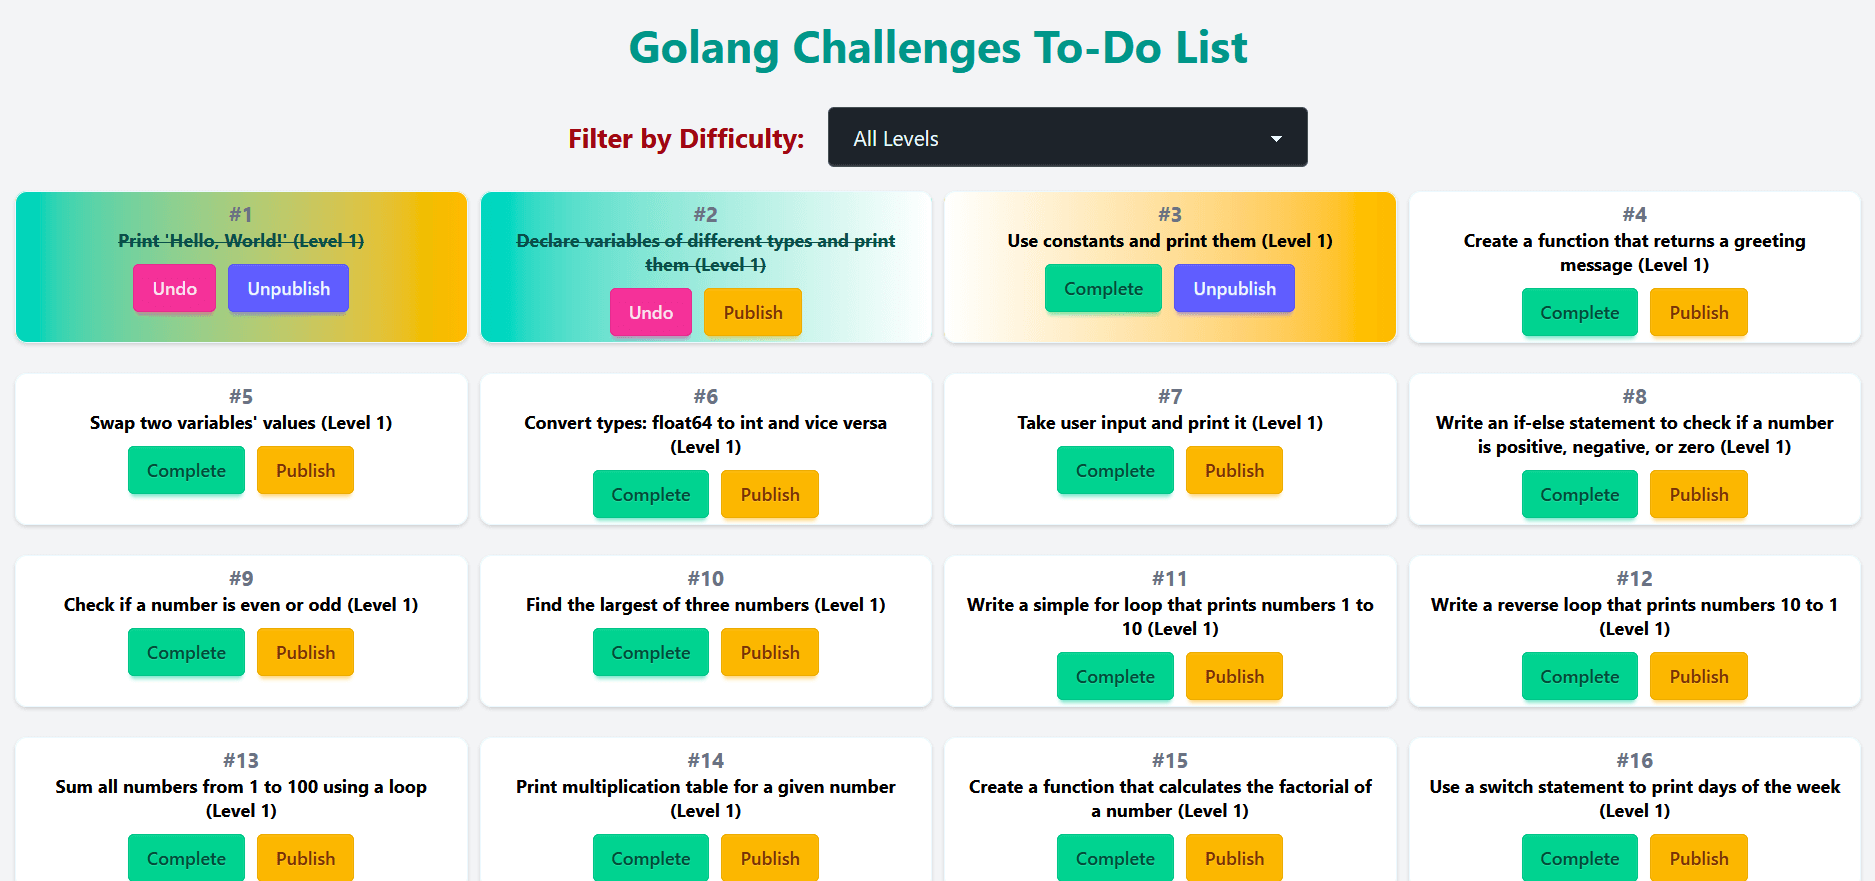 Golang Challenges To-Do List
Filter by Difficulty:
All Levels
#1
Print 'Hello, World!' (Level 1)
Undo
Unpublish
#2
Declare variables of different types and print
them (Level 1)
Undo
Publish
#3
Use constants and print them (Level 1)
Complete
Unpublish
#4
Create a function that returns a greeting
message (Level 1)
Complete
Publish
#5
Swap two variables' values (Level 1)
Complete
Publish
#6
Convert types: float64 to int and vice versa
(Level 1)
Complete
Publish
#7
Take user input and print it (Level 1)
Complete
Publish
#8
Write an if-else statement to check if a number
is positive, negative, or zero (Level 1)
Complete
Publish
#9
Check if a number is even or odd (Level 1)
Complete
Publish
#10
Find the largest of three numbers (Level 1)
Complete
Publish
#11
Write a simple for loop that prints numbers 1 to
10 (Level 1)
Complete
Publish
#12
Write a reverse loop that prints numbers 10 to 1
(Level 1)
Complete
Publish
#13
Sum all numbers from 1 to 100 using a loop
(Level 1)
Complete
Publish
#14
Print multiplication table for a given number
(Level 1)
Complete
Publish
#15
Create a function that calculates the factorial of
a number (Level 1)
Complete
Publish
#16
Use a switch statement to print days of the week
(Level 1)
Complete
Publish